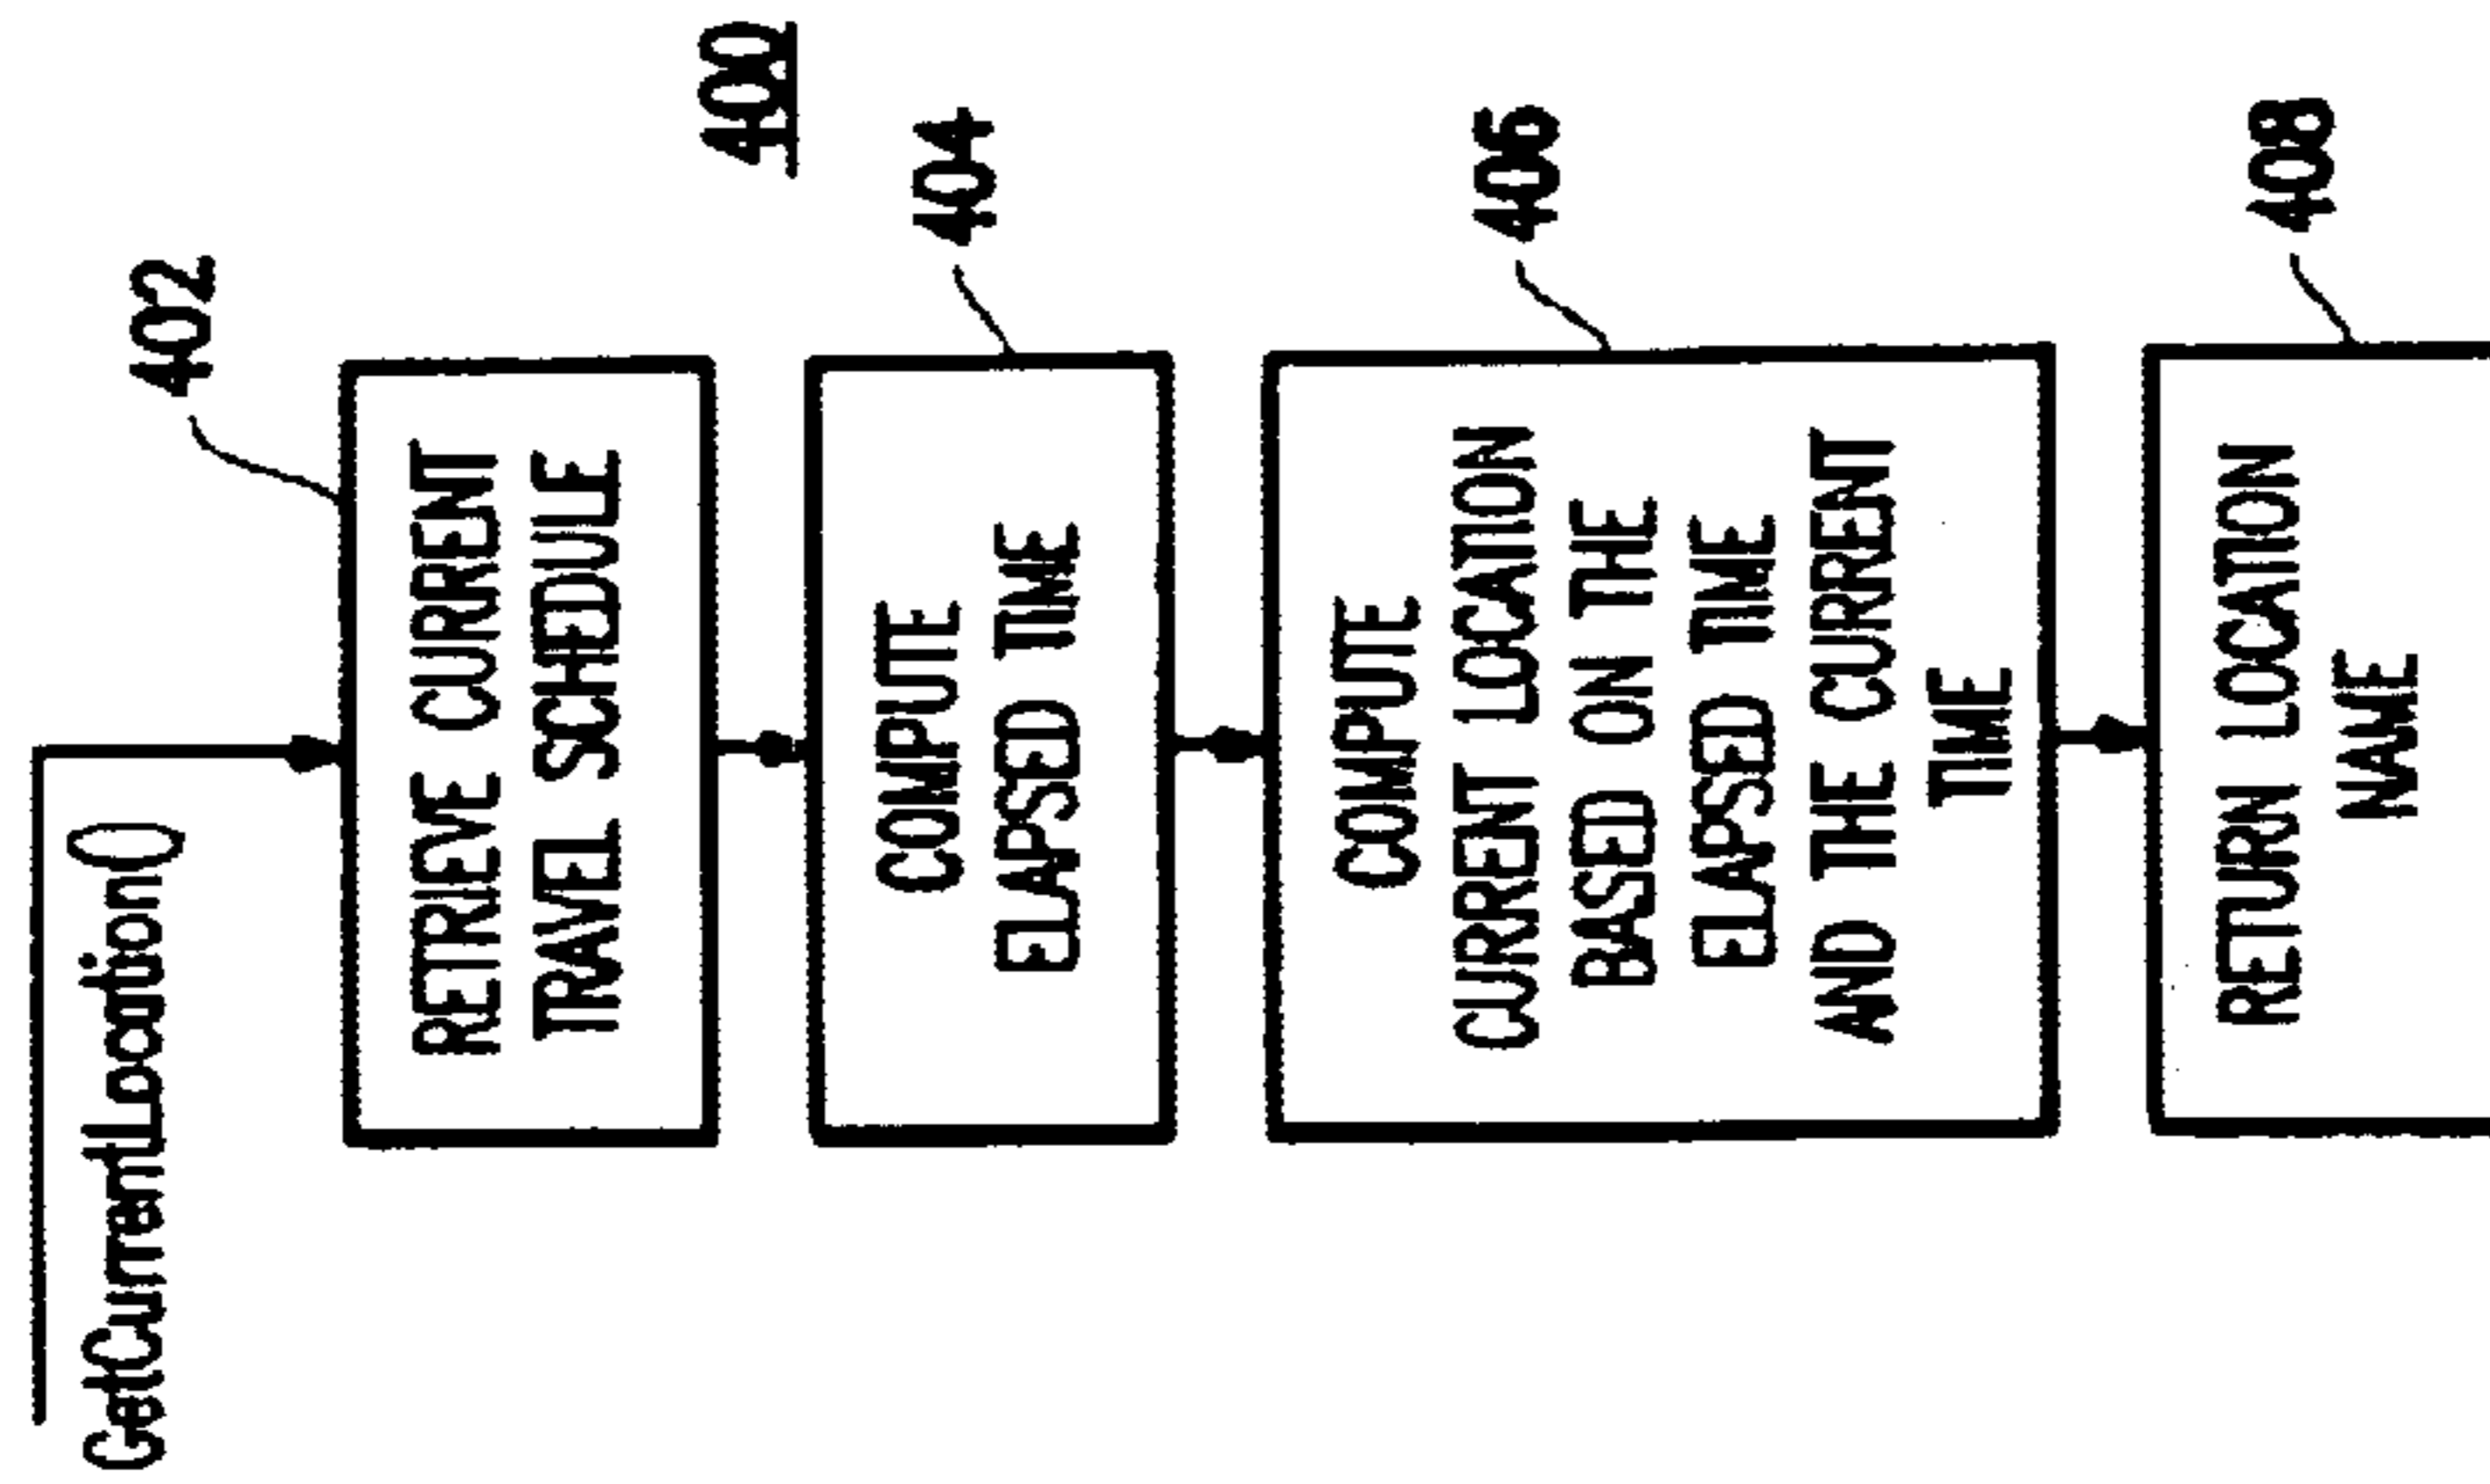 GetCurrentLocation()
402
RETRIEVE CURRENT
TRAVEL SCHEDULE
400
404
COMPUTE
ELAPSED TIME
406
COMPUTE
CURRENT LOCATION
BASED ON THE
ELAPSED TIME
AND THE CURRENT
TIME
408
RETURN LOCATION
NAME